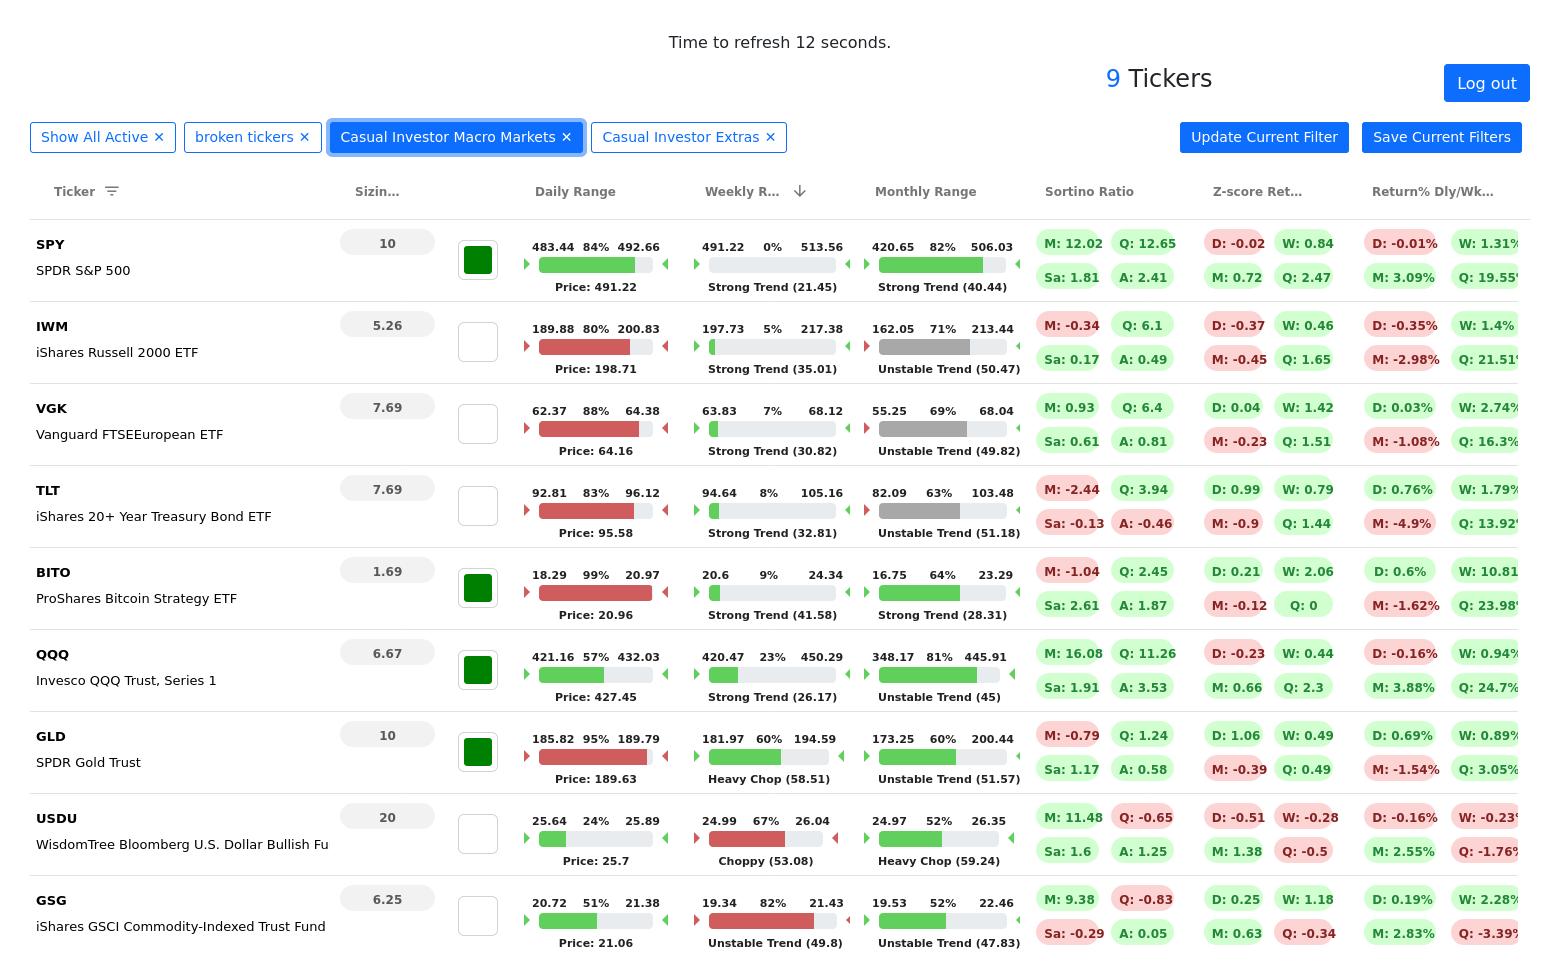 Time to refresh 12 seconds.
9 Tickers
Log out
Show All Active ✕ broken tickers ✕ Casual Investor Macro Markets ✕ Casual Investor Extras ✕ Update Current Filter Save Current Filters
Ticker Sizin... Daily Range Weekly R... Monthly Range Sortino Ratio Z-score Ret... Return% Dly/Wk...
SPY 10 483.44 84% 492.66 491.22 0% 513.56 420.65 82% 506.03 M: 12.02 Q: 12.65 D: -0.02 W: 0.84 D: -0.01% W: 1.31%
SPDR S&P 500 Price: 491.22 Strong Trend (21.45) Strong Trend (40.44) Sa: 1.81 A: 2.41 M: 0.72 Q: 2.47 M: 3.09% Q: 19.55%
IWM 5.26 189.88 80% 200.83 197.73 5% 217.38 162.05 71% 213.44 M: -0.34 Q: 6.1 D: -0.37 W: 0.46 D: -0.35% W: 1.4%
iShares Russell 2000 ETF Price: 198.71 Strong Trend (35.01) Unstable Trend (50.47) Sa: 0.17 A: 0.49 M: -0.45 Q: 1.65 M: -2.98% Q: 21.51%
VGK 7.69 62.37 88% 64.38 63.83 7% 68.12 55.25 69% 68.04 M: 0.93 Q: 6.4 D: 0.04 W: 1.42 D: 0.03% W: 2.74%
Vanguard FTSEEuropean ETF Price: 64.16 Strong Trend (30.82) Unstable Trend (49.82) Sa: 0.61 A: 0.81 M: -0.23 Q: 1.51 M: -1.08% Q: 16.3%
TLT 7.69 92.81 83% 96.12 94.64 8% 105.16 82.09 63% 103.48 M: -2.44 Q: 3.94 D: 0.99 W: 0.79 D: 0.76% W: 1.79%
iShares 20+ Year Treasury Bond ETF Price: 95.58 Strong Trend (32.81) Unstable Trend (51.18) Sa: -0.13 A: -0.46 M: -0.9 Q: 1.44 M: -4.9% Q: 13.92%
BITO 1.69 18.29 99% 20.97 20.6 9% 24.34 16.75 64% 23.29 M: -1.04 Q: 2.45 D: 0.21 W: 2.06 D: 0.6% W: 10.81
ProShares Bitcoin Strategy ETF Price: 20.96 Strong Trend (41.58) Strong Trend (28.31) Sa: 2.61 A: 1.87 M: -0.12 Q: 0 M: -1.62% Q: 23.98%
QQQ 6.67 421.16 57% 432.03 420.47 23% 450.29 348.17 81% 445.91 M: 16.08 Q: 11.26 D: -0.23 W: 0.44 D: -0.16% W: 0.94%
Invesco QQQ Trust, Series 1 Price: 427.45 Strong Trend (26.17) Unstable Trend (45) Sa: 1.91 A: 3.53 M: 0.66 Q: 2.3 M: 3.88% Q: 24.7%
GLD 10 185.82 95% 189.79 181.97 60% 194.59 173.25 60% 200.44 M: -0.79 Q: 1.24 D: 1.06 W: 0.49 D: 0.69% W: 0.89%
SPDR Gold Trust Price: 189.63 Heavy Chop (58.51) Unstable Trend (51.57) Sa: 1.17 A: 0.58 M: -0.39 Q: 0.49 M: -1.54% Q: 3.05%
USDU 20 25.64 24% 25.89 24.99 67% 26.04 24.97 52% 26.35 M: 11.48 Q: -0.65 D: -0.51 W: -0.28 D: -0.16% W: -0.23%
WisdomTree Bloomberg U.S. Dollar Bullish Fu Price: 25.7 Choppy (53.08) Heavy Chop (59.24) Sa: 1.6 A: 1.25 M: 1.38 Q: -0.5 M: 2.55% Q: -1.76%
GSG 6.25 20.72 51% 21.38 19.34 82% 21.43 19.53 52% 22.46 M: 9.38 Q: -0.83 D: 0.25 W: 1.18 D: 0.19% W: 2.28%
iShares GSCI Commodity-Indexed Trust Fund Price: 21.06 Unstable Trend (49.8) Unstable Trend (47.83) Sa: -0.29 A: 0.05 M: 0.63 Q: -0.34 M: 2.83% Q: -3.39%